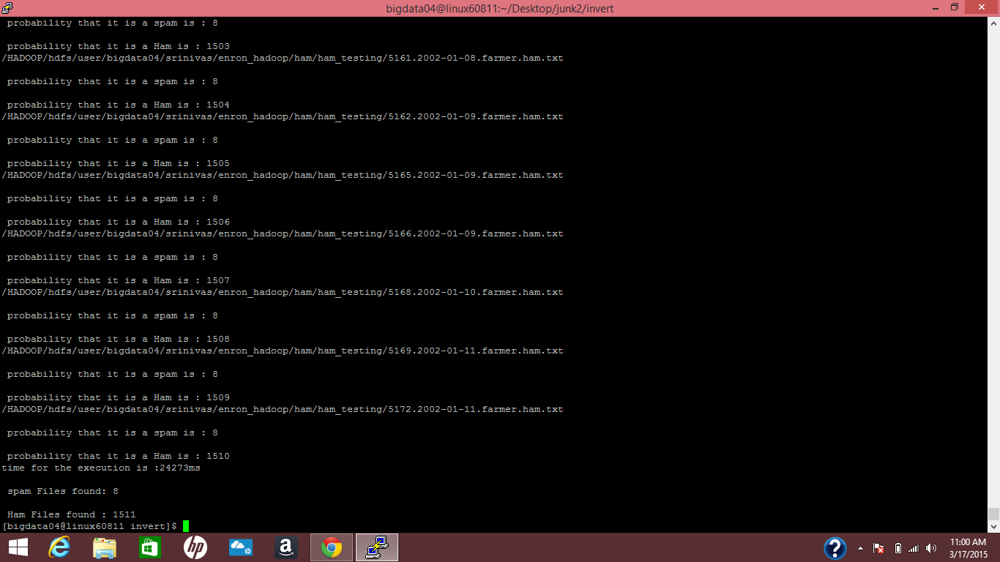 bigdata04@linux60811:~/Desktop/junk2/invert
probability that it is a spam is : 8
probability that it is a Ham is : 1503
/HADOOP/hdfs/user/bigdata04/srinivas/enron_hadoop/ham/ham_testing/5161.2002-01-08.farmer.ham.txt
probability that it is a spam is : 8
probability that it is a Ham is : 1504
/HADOOP/hdfs/user/bigdata04/srinivas/enron_hadoop/ham/ham_testing/5162.2002-01-09.farmer.ham.txt
probability that it is a spam is : 8
probability that it is a Ham is : 1505
/HADOOP/hdfs/user/bigdata04/srinivas/enron_hadoop/ham/ham_testing/5165.2002-01-09.farmer.ham.txt
probability that it is a spam is : 8
probability that it is a Ham is : 1506
/HADOOP/hdfs/user/bigdata04/srinivas/enron_hadoop/ham/ham_testing/5166.2002-01-09.farmer.ham.txt
probability that it is a spam is : 8
probability that it is a Ham is : 1507
/HADOOP/hdfs/user/bigdata04/srinivas/enron_hadoop/ham/ham_testing/5168.2002-01-10.farmer.ham.txt
probability that it is a spam is : 8
probability that it is a Ham is : 1508
/HADOOP/hdfs/user/bigdata04/srinivas/enron_hadoop/ham/ham_testing/5169.2002-01-11.farmer.ham.txt
probability that it is a spam is : 8
probability that it is a Ham is : 1509
/HADOOP/hdfs/user/bigdata04/srinivas/enron_hadoop/ham/ham_testing/5172.2002-01-11.farmer.ham.txt
probability that it is a spam is : 8
probability that it is a Ham is : 1510
time for the execution is :24273ms
spam Files found: 8
Ham Files found : 1511
[bigdata04@linux60811 invert]$
hp
a
?
11:00 AM
3/17/2015